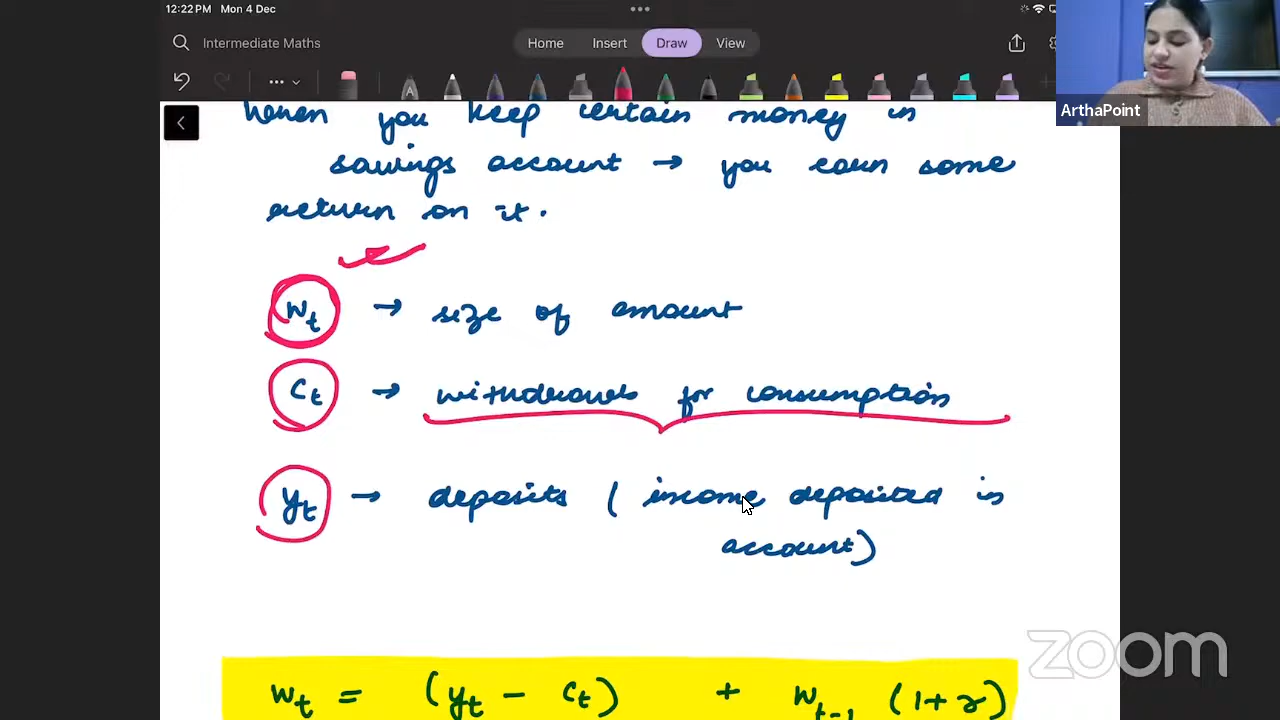 12:22 PM Mon 4 Dec
Intermediate Maths Home Insert Draw View
A
ArthaPoint
When you keep certain money in
savings account → you earn some
return on it.
Wt → size of amount
Ct → withdrawals for consumption
yt → deposits ( income deposited in
account)
zoom
Wt = (yt - Ct) + Wt-1 (1+r)